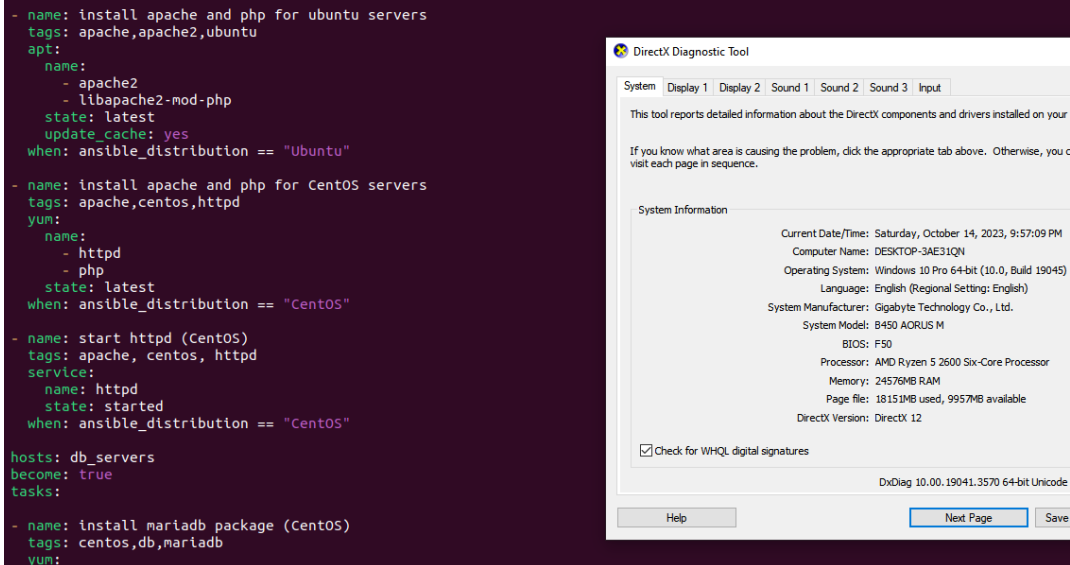 - name: install apache and php for ubuntu servers
  tags: apache,apache2,ubuntu
  apt:
    name:
      - apache2
      - libapache2-mod-php
    state: latest
    update_cache: yes
  when: ansible_distribution == "Ubuntu"
- name: install apache and php for CentOS servers
  tags: apache,centos,httpd
  yum:
    name:
      - httpd
      - php
    state: latest
  when: ansible_distribution == "CentOS"
- name: start httpd (CentOS)
  tags: apache, centos, httpd
  service:
    name: httpd
    state: started
  when: ansible_distribution == "CentOS"
hosts: db_servers
become: true
tasks:
- name: install mariadb package (CentOS)
  tags: centos,db,mariadb
  yum:
DirectX Diagnostic Tool
System Display 1 Display 2 Sound 1 Sound 2 Sound 3 Input
This tool reports detailed information about the DirectX components and drivers installed on your
If you know what area is causing the problem, click the appropriate tab above.  Otherwise, you c
visit each page in sequence.
System Information
Current Date/Time: Saturday, October 14, 2023, 9:57:09 PM
Computer Name: DESKTOP-3AE31QN
Operating System: Windows 10 Pro 64-bit (10.0, Build 19045)
Language: English (Regional Setting: English)
System Manufacturer: Gigabyte Technology Co., Ltd.
System Model: B450 AORUS M
BIOS: F50
Processor: AMD Ryzen 5 2600 Six-Core Processor
Memory: 24576MB RAM
Page file: 18151MB used, 9957MB available
DirectX Version: DirectX 12
Check for WHQL digital signatures
DxDiag 10.00.19041.3570 64-bit Unicode
Help Next Page Save